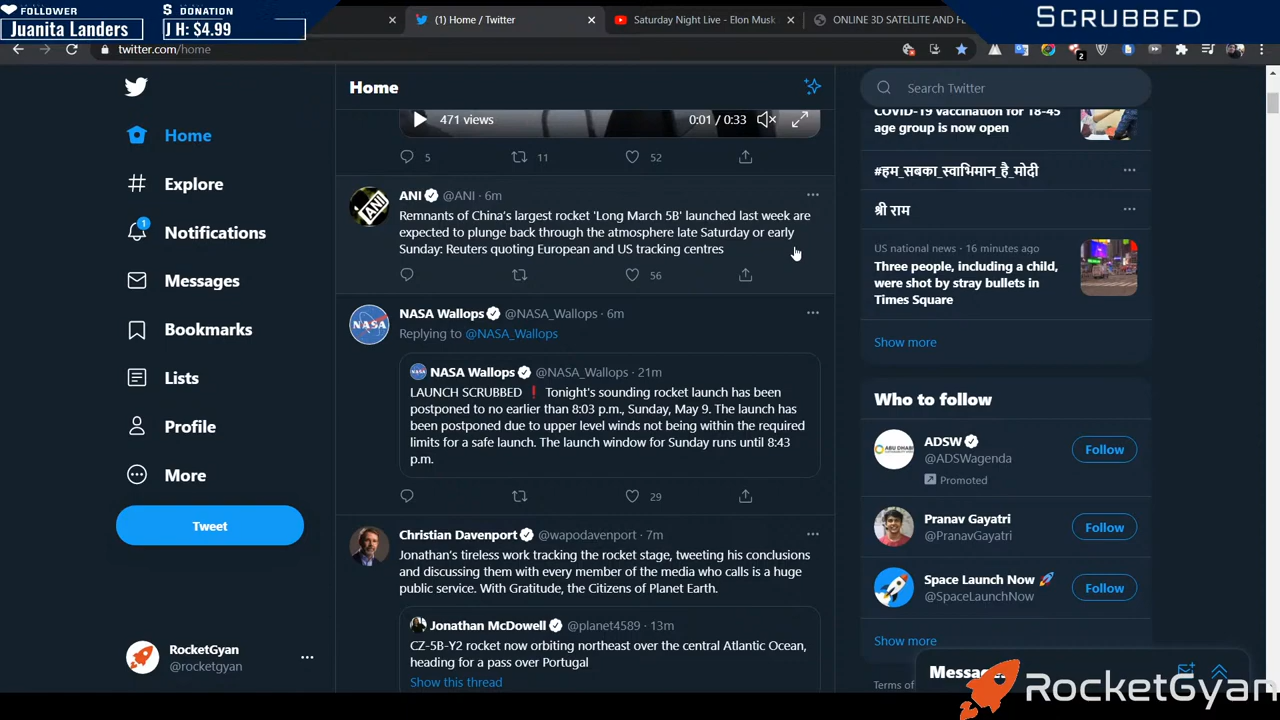 FOLLOWER
Juanita Landers
DONATION
J H: $4.99
(1) Home / Twitter
Saturday Night Live - Elon Musk
ONLINE 3D SATELLITE AND
SCRUBBED
twitter.com/home
2
Home
Explore
1
Notifications
Messages
Bookmarks
Lists
Profile
More
Tweet
RocketGyan
@rocketgyan
Home
471 views
0:01 / 0:33
5 11 52
ANI @ANI · 6m
Remnants of China's largest rocket 'Long March 5B' launched last week are
expected to plunge back through the atmosphere late Saturday or early
Sunday: Reuters quoting European and US tracking centres
56
NASA Wallops @NASA_Wallops · 6m
Replying to @NASA_Wallops
NASA Wallops @NASA_Wallops · 21m
LAUNCH SCRUBBED ❗ Tonight's sounding rocket launch has been
postponed to no earlier than 8:03 p.m., Sunday, May 9. The launch has
been postponed due to upper level winds not being within the required
limits for a safe launch. The launch window for Sunday runs until 8:43
p.m.
29
Christian Davenport @wapodavenport · 7m
Jonathan's tireless work tracking the rocket stage, tweeting his conclusions
and discussing them with every member of the media who calls is a huge
public service. With Gratitude, the Citizens of Planet Earth.
Jonathan McDowell @planet4589 · 13m
CZ-5B-Y2 rocket now orbiting northeast over the central Atlantic Ocean,
heading for a pass over Portugal
Show this thread
Search Twitter
COVID-19 vaccination for 18-45
age group is now open
#हम_सबका_स्वाभिमान_है_मोदी
श्री राम
US national news · 16 minutes ago
Three people, including a child,
were shot by stray bullets in
Times Square
Show more
Who to follow
ADSW
@ADSWagenda
Promoted
Follow
Pranav Gayatri
@PranavGayatri
Follow
Space Launch Now 🚀
@SpaceLaunchNow
Follow
Show more
Terms of
RocketGyan